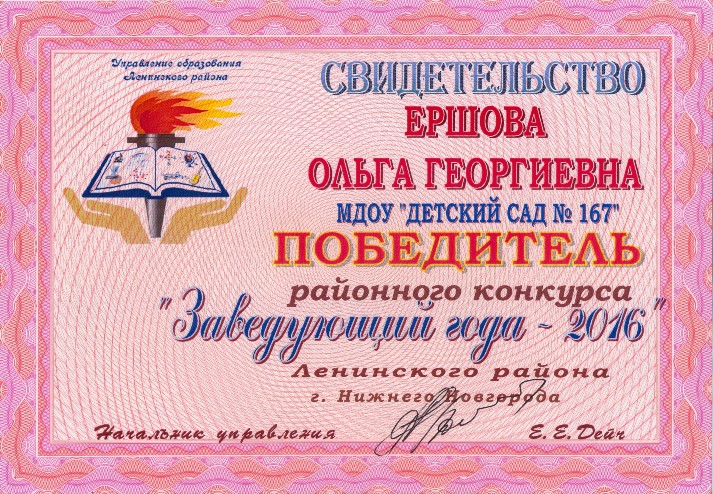 Управление образования
Ленинского района
СВИДЕТЕЛЬСТВО
ЕРШОВА
ОЛЬГА ГЕОРГИЕВНА
МДОУ "ДЕТСКИЙ САД № 167"
ПОБЕДИТЕЛЬ
районного конкурса
"Заведующий года - 2016"
Ленинского района
г. Нижнего Новгорода
Начальник управления Е. Е. Дейч